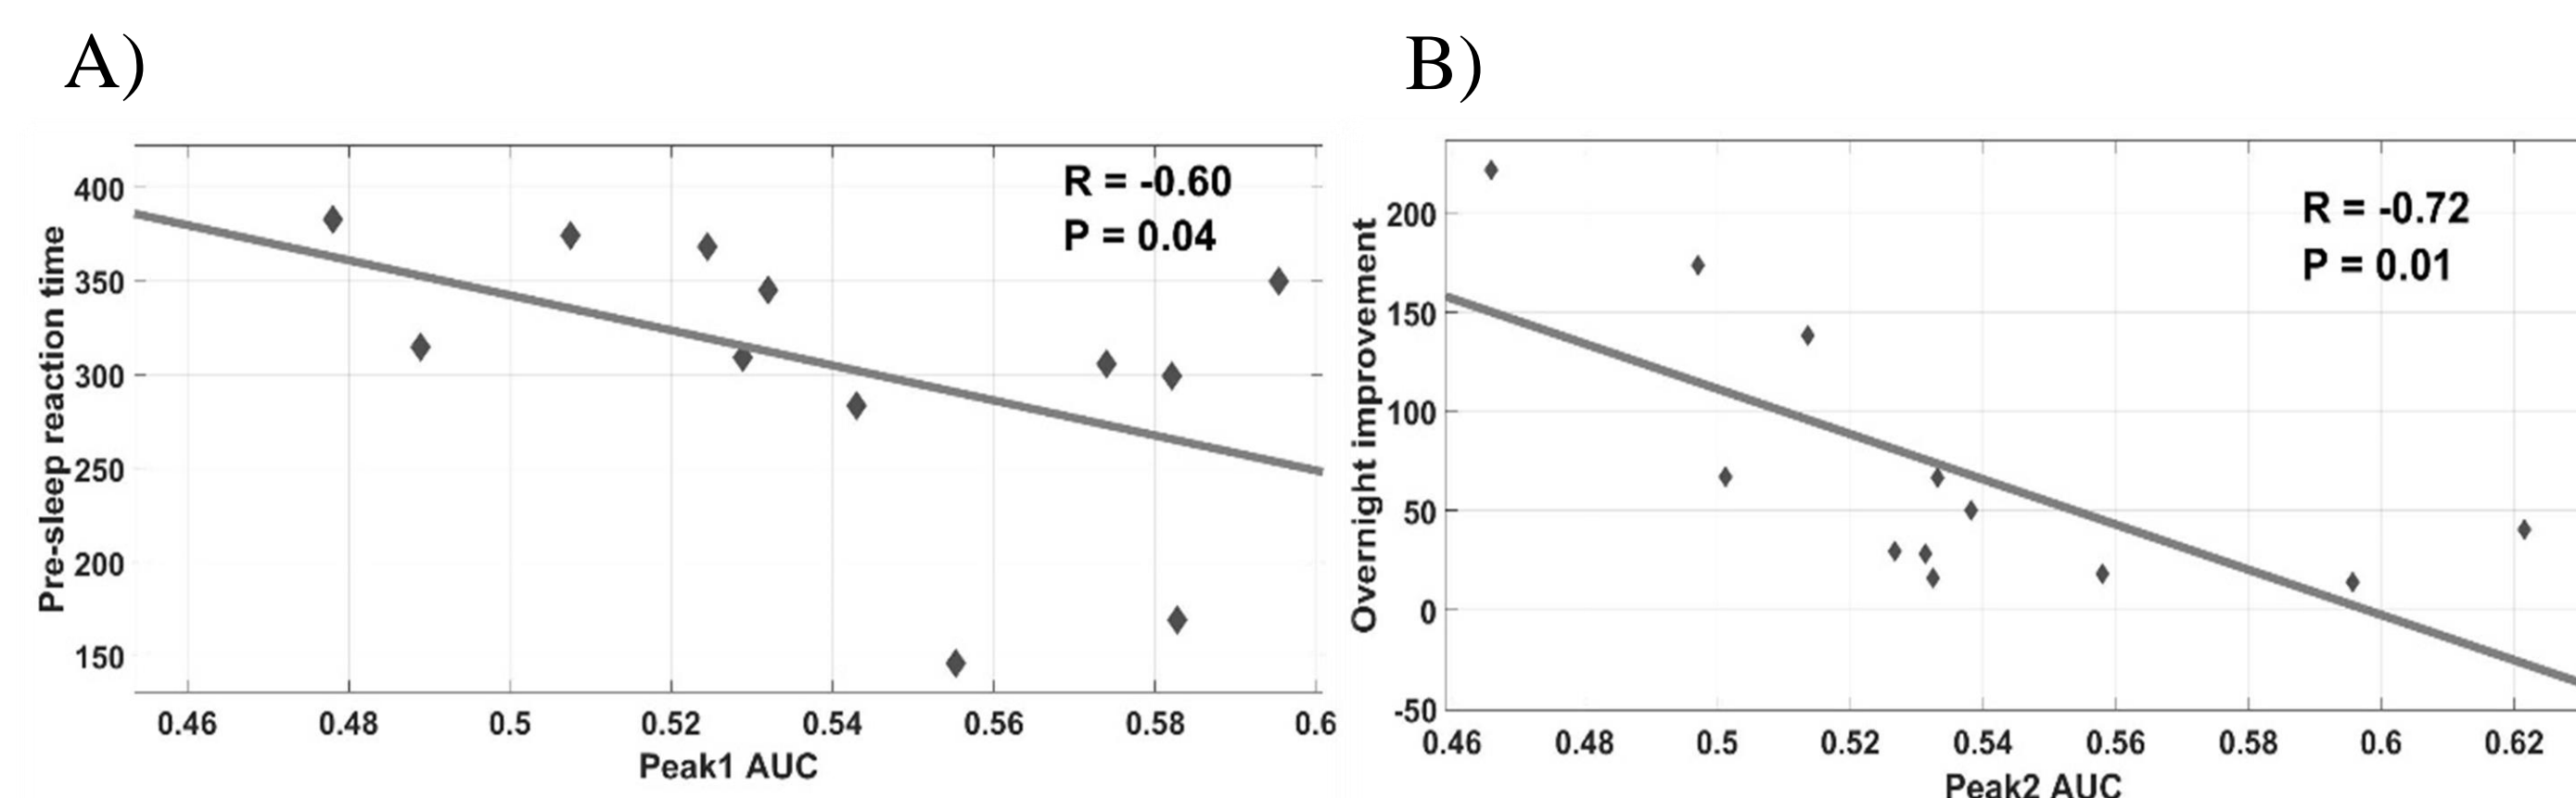 A)
R = -0.60
P = 0.04
Pre-sleep reaction time
400
350
300
250
200
150
0.46 0.48 0.5 0.52 0.54 0.56 0.58 0.6
Peak1 AUC
B)
R = -0.72
P = 0.01
Overnight improvement
200
150
100
50
0
-50
0.46 0.48 0.5 0.52 0.54 0.56 0.58 0.6 0.62
Peak2 AUC